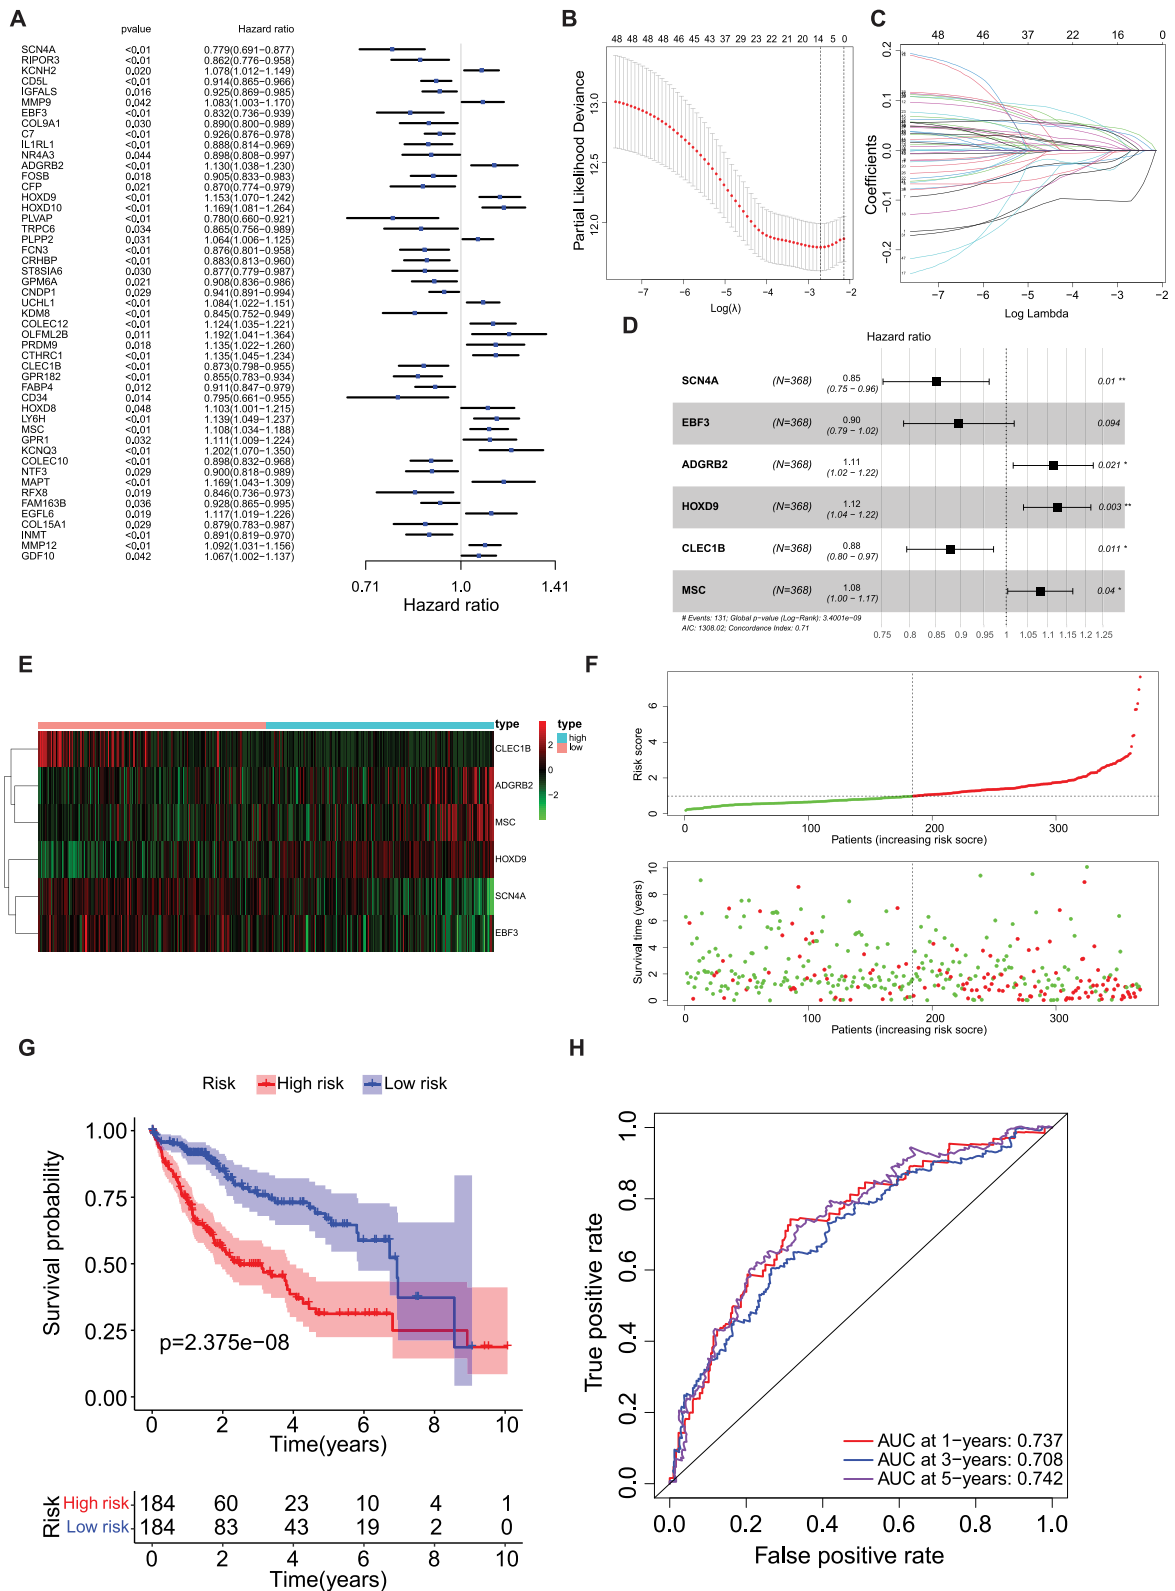 A
pvalue Hazard ratio
SCN4A <0.01 0.779(0.691−0.877)
RIPOR3 <0.01 0.862(0.776−0.958)
KCNH2 0.020 1.078(1.012−1.149)
CD5L <0.01 0.914(0.865−0.966)
IGFALS 0.016 0.925(0.869−0.985)
MMP9 0.042 1.083(1.003−1.170)
EBF3 <0.01 0.832(0.736−0.939)
COL9A1 0.030 0.890(0.800−0.989)
C7 <0.01 0.926(0.876−0.978)
IL1RL1 <0.01 0.888(0.814−0.969)
NR4A3 0.044 0.898(0.808−0.997)
ADGRB2 <0.01 1.130(1.038−1.230)
FOSB 0.018 0.905(0.833−0.983)
CFP 0.021 0.870(0.774−0.979)
HOXD9 <0.01 1.153(1.070−1.242)
HOXD10 <0.01 1.169(1.081−1.264)
PLVAP <0.01 0.780(0.660−0.921)
TRPC6 0.034 0.865(0.756−0.989)
PLPP2 0.031 1.064(1.006−1.125)
FCN3 <0.01 0.876(0.801−0.958)
CRHBP <0.01 0.883(0.813−0.960)
ST8SIA6 0.030 0.877(0.779−0.987)
GPM6A 0.021 0.908(0.836−0.986)
CNDP1 0.029 0.941(0.891−0.994)
UCHL1 <0.01 1.084(1.022−1.151)
KDM8 <0.01 0.845(0.752−0.949)
COLEC12 <0.01 1.124(1.035−1.221)
OLFML2B 0.011 1.192(1.041−1.364)
PRDM9 0.018 1.135(1.022−1.260)
CTHRC1 <0.01 1.135(1.045−1.234)
CLEC1B <0.01 0.873(0.798−0.955)
GPR182 <0.01 0.855(0.783−0.934)
FABP4 0.012 0.911(0.847−0.979)
CD34 0.014 0.795(0.661−0.955)
HOXD8 0.048 1.103(1.001−1.215)
LY6H <0.01 1.139(1.049−1.237)
MSC <0.01 1.108(1.034−1.188)
GPR1 0.032 1.111(1.009−1.224)
KCNQ3 <0.01 1.202(1.070−1.350)
COLEC10 <0.01 0.898(0.832−0.968)
NTF3 0.029 0.900(0.818−0.989)
MAPT <0.01 1.169(1.043−1.309)
RFX8 0.019 0.846(0.736−0.973)
FAM163B 0.036 0.928(0.865−0.995)
EGFL6 0.019 1.117(1.019−1.226)
COL15A1 0.029 0.879(0.783−0.987)
INMT <0.01 0.891(0.819−0.970)
MMP12 <0.01 1.092(1.031−1.156)
GDF10 0.042 1.067(1.002−1.137)
0.71 1.0 1.41
Hazard ratio
B
48 48 48 46 45 43 37 29 23 22 21 20 14 5 0
Partial Likelihood Deviance
13.0
12.5
12.0
−7 −6 −5 −4 −3 −2
Log(λ)
C
48 46 37 22 3 0
Coefficients
0.2
0.1
0.0
−0.1
−0.2
−7 −6 −5 −4 −3 −2
Log Lambda
D
Hazard ratio
SCN4A (N=368) 0.85 (0.75 − 0.96) 0.01 **
EBF3 (N=368) 0.90 (0.79 − 1.02) 0.094
ADGRB2 (N=368) 1.11 (1.02 − 1.22) 0.021 *
HOXD9 (N=368) 1.12 (1.04 − 1.22) 0.003 **
CLEC1B (N=368) 0.88 (0.80 − 0.97) 0.011 *
MSC (N=368) 1.08 (1.00 − 1.17) 0.04 *
# Events: 131; Global p−value (Log−Rank): 3.4001e−09
AIC: 1308.02; Concordance Index: 0.71
0.75 0.8 0.85 0.9 0.95 1 1.05 1.1 1.15 1.2 1.25
E
type
CLEC1B
ADGRB2
MSC
HOXD9
SCN4A
EBF3
2
0
−2
type
high
low
F
Risk score
6
4
2
0
0 100 200 300
Patients (increasing risk socre)
Survival time (years)
10
8
6
4
2
0
0 100 200 300
Patients (increasing risk socre)
G
Risk High risk Low risk
Survival probability
1.00
0.75
0.50
0.25
0.00
p=2.375e−08
0 2 4 6 8 10
Time(years)
Risk
High risk 184 60 23 10 4 1
Low risk 184 83 43 19 2 0
0 2 4 6 8 10
Time(years)
H
True positive rate
1.0
0.8
0.6
0.4
0.2
0.0
AUC at 1−years: 0.737
AUC at 3−years: 0.708
AUC at 5−years: 0.742
0.0 0.2 0.4 0.6 0.8 1.0
False positive rate